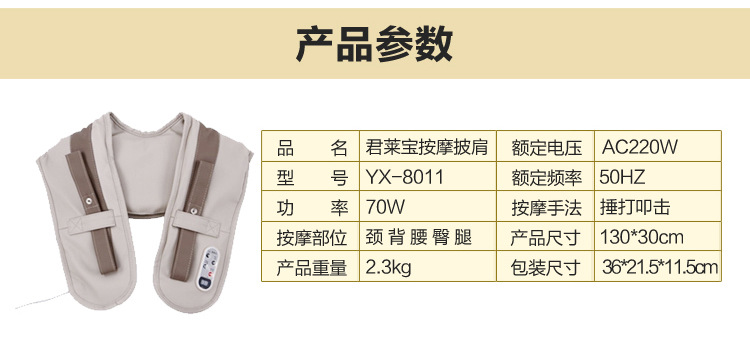 产品参数
品 名 君莱宝按摩披肩 额定电压 AC220W
型 号 YX-8011 额定频率 50HZ
功 率 70W 按摩手法 捶打叩击
按摩部位 颈 背 腰 臀 腿 产品尺寸 130*30cm
产品重量 2.3kg 包装尺寸 36*21.5*11.5cm